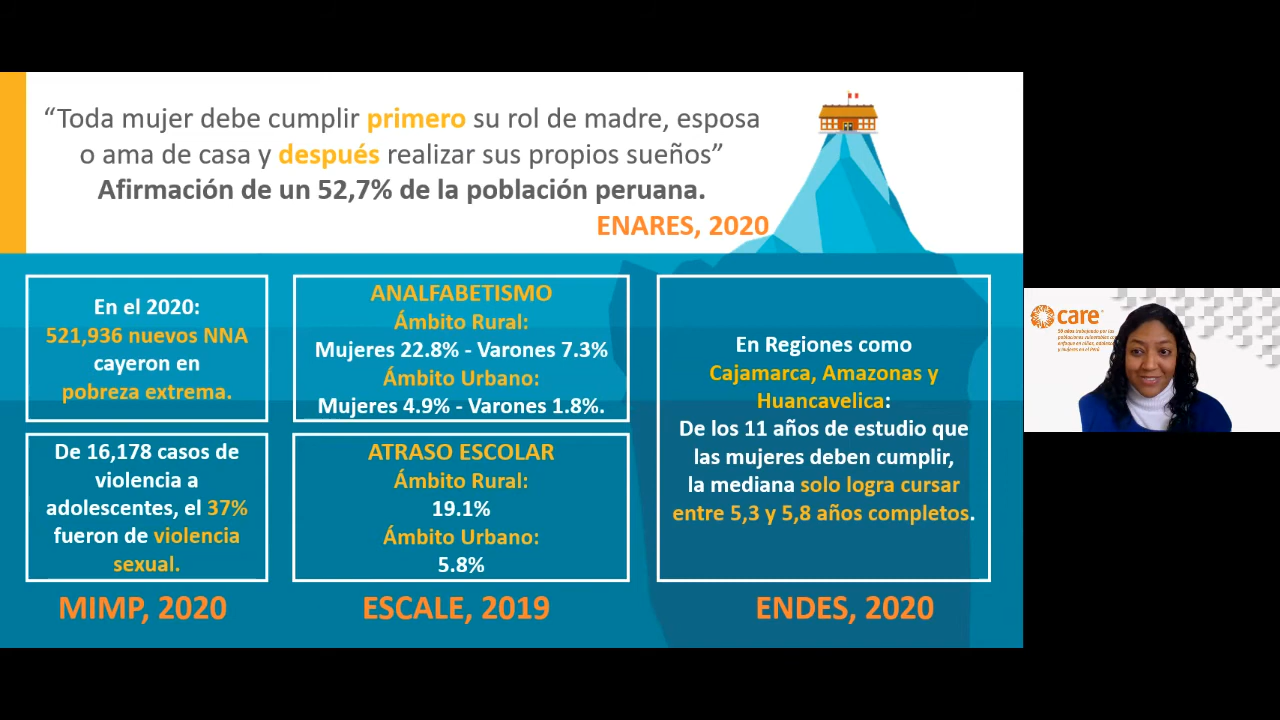 “Toda mujer debe cumplir primero su rol de madre, esposa
o ama de casa y después realizar sus propios sueños”
Afirmación de un 52,7% de la población peruana.
ENARES, 2020
En el 2020:
521,936 nuevos NNA
cayeron en
pobreza extrema.
De 16,178 casos de
violencia a
adolescentes, el 37%
fueron de violencia
sexual.
MIMP, 2020
ANALFABETISMO
Ámbito Rural:
Mujeres 22.8% - Varones 7.3%
Ámbito Urbano:
Mujeres 4.9% - Varones 1.8%.
ATRASO ESCOLAR
Ámbito Rural:
19.1%
Ámbito Urbano:
5.8%
ESCALE, 2019
En Regiones como
Cajamarca, Amazonas y
Huancavelica:
De los 11 años de estudio que
las mujeres deben cumplir,
la mediana solo logra cursar
entre 5,3 y 5,8 años completos.
ENDES, 2020
care